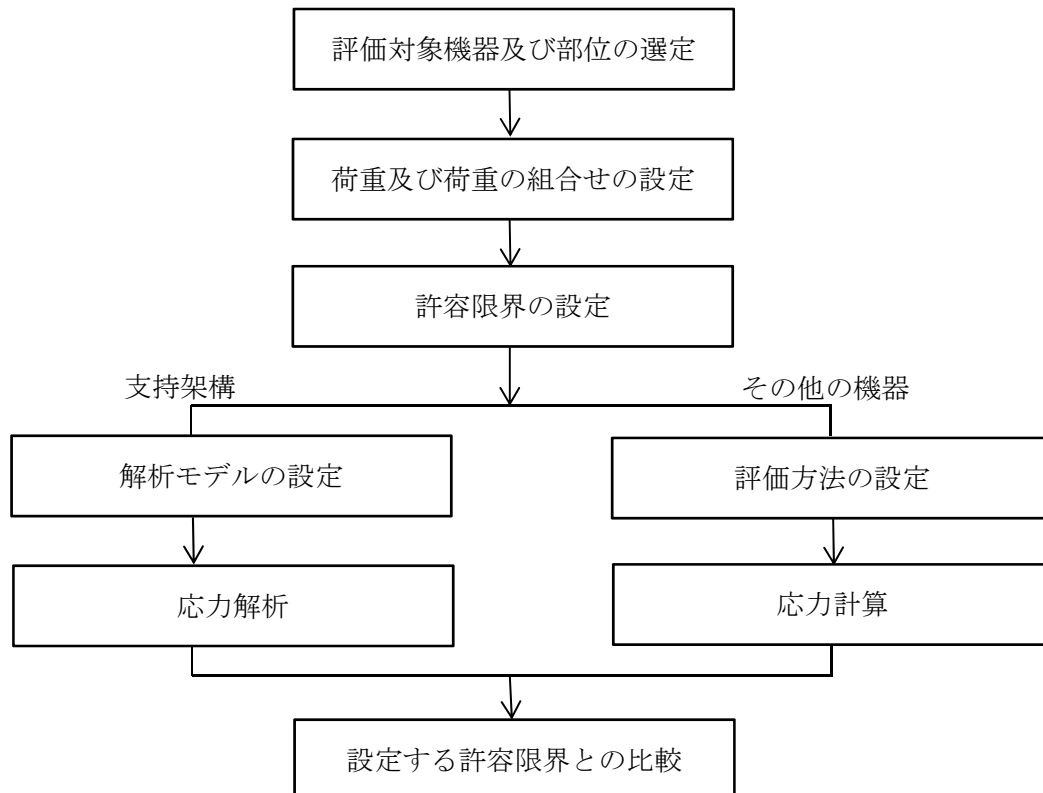 評価対象機器及び部位の選定
荷重及び荷重の組合せの設定
許容限界の設定
支持架構
その他の機器
解析モデルの設定
評価方法の設定
応力解析
応力計算
設定する許容限界との比較